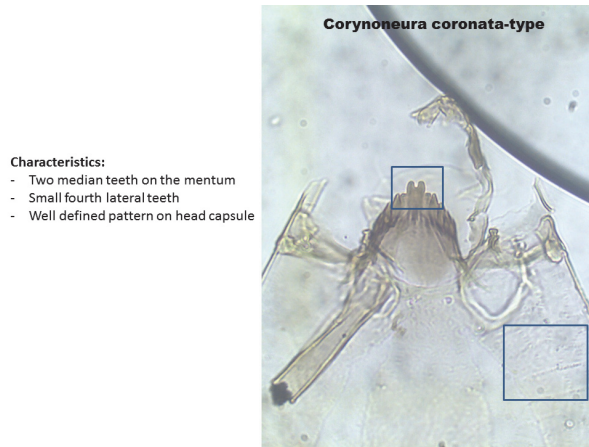 Corynoneura coronata-type
Characteristics:
- Two median teeth on the mentum
- Small fourth lateral teeth
- Well defined pattern on head capsule